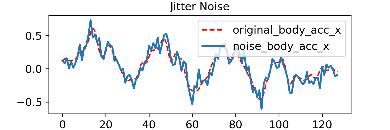 Jitter Noise
original_body_acc_x
noise_body_acc_x
0.5
0.0
−0.5
0 20 40 60 80 100 120